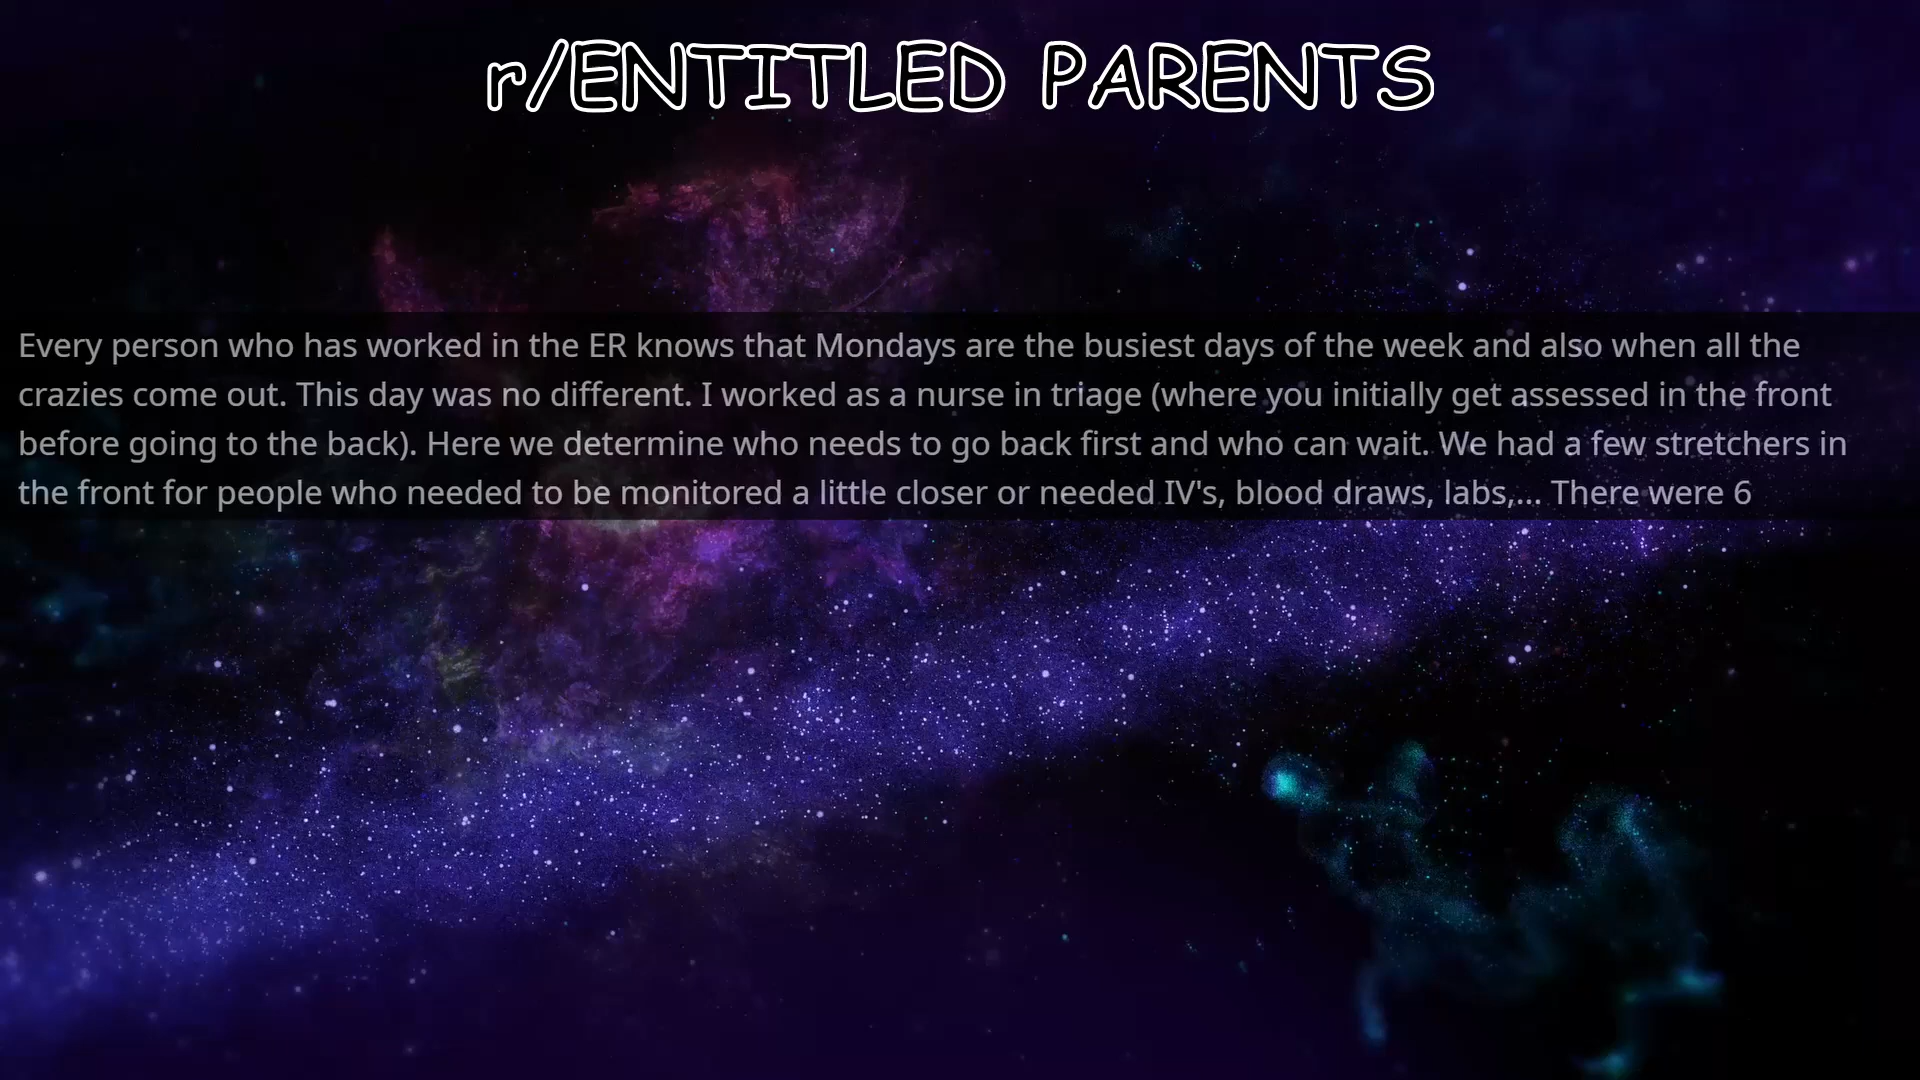 r/ENTITLED PARENTS
Every person who has worked in the ER knows that Mondays are the busiest days of the week and also when all the
crazies come out. This day was no different. I worked as a nurse in triage (where you initially get assessed in the front
before going to the back). Here we determine who needs to go back first and who can wait. We had a few stretchers in
the front for people who needed to be monitored a little closer or needed IV's, blood draws, labs,... There were 6